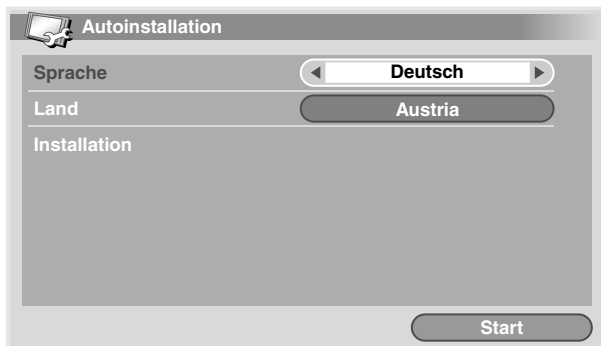 Autoinstallation
Sprache Deutsch
Land Austria
Installation
Start